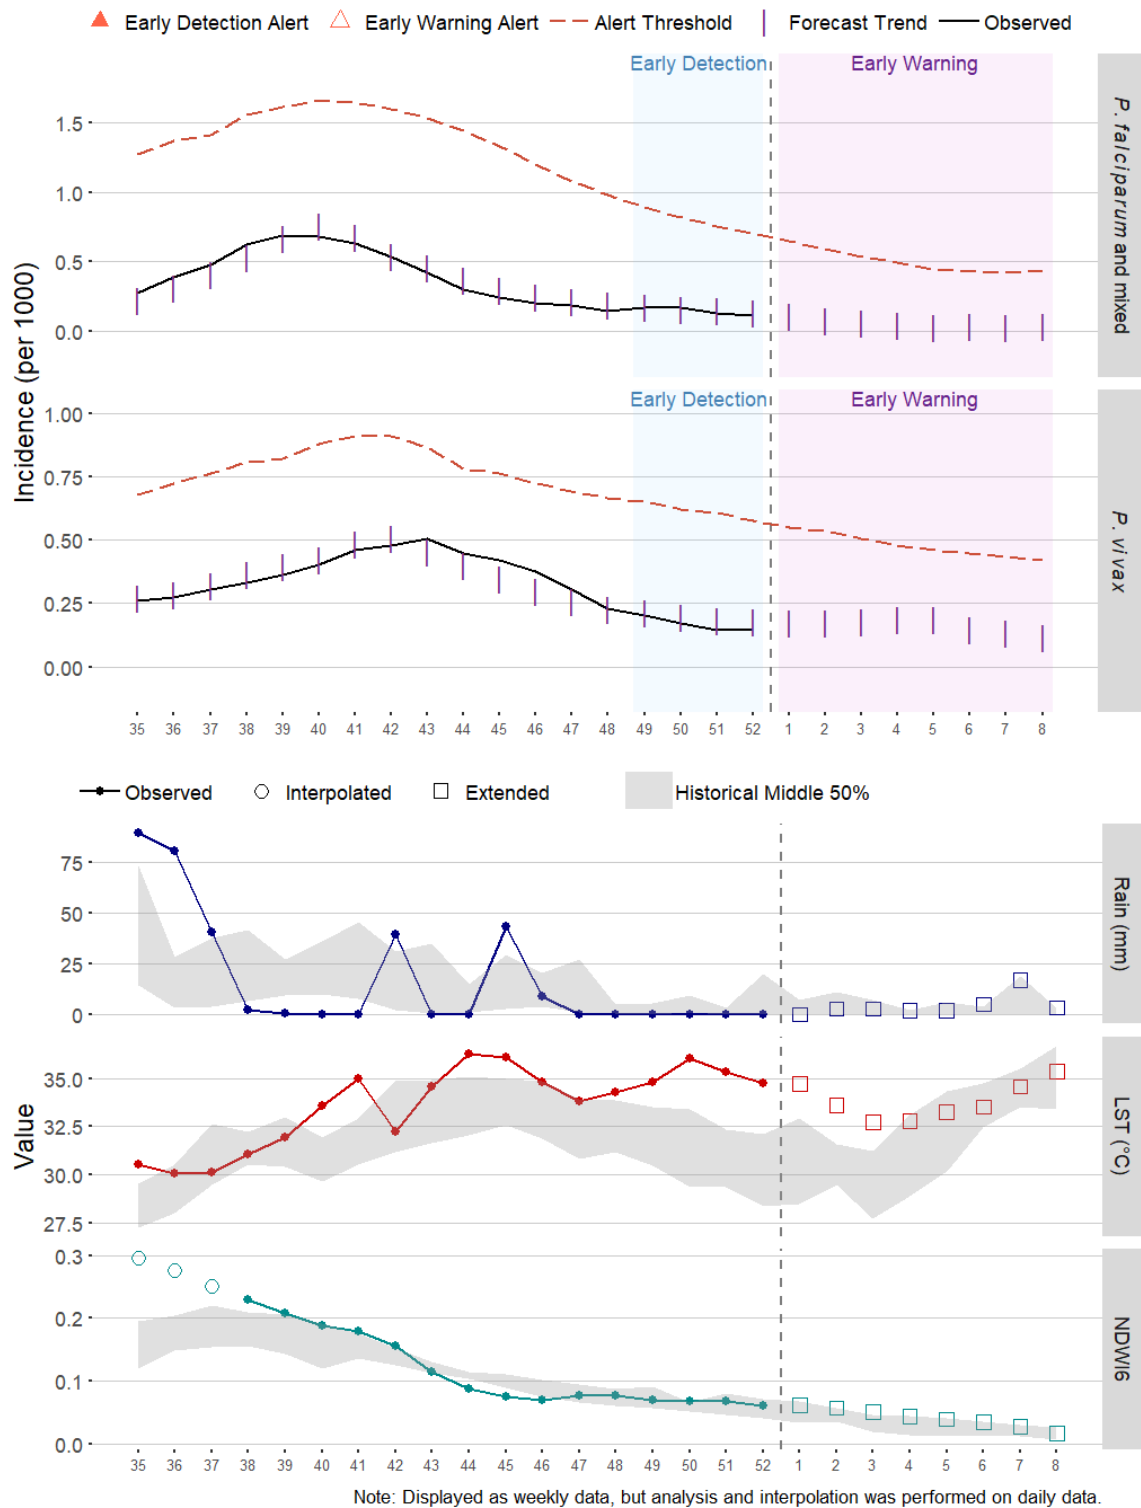 Early Detection Alert Early Warning Alert Alert Threshold Forecast Trend Observed
Early Detection Early Warning
1.5
1.0
0.5
0.0
P. falciparum and mixed
Incidence (per 1000)
Early Detection Early Warning
1.00
0.75
0.50
0.25
0.00
P. vivax
35 36 37 38 39 40 41 42 43 44 45 46 47 48 49 50 51 52 1 2 3 4 5 6 7 8
Observed Interpolated Extended Historical Middle 50%
75
50
25
0
Rain (mm)
Value
35.0
32.5
30.0
27.5
LST (°C)
0.3
0.2
0.1
0.0
NDWI6
35 36 37 38 39 40 41 42 43 44 45 46 47 48 49 50 51 52 1 2 3 4 5 6 7 8
Note: Displayed as weekly data, but analysis and interpolation was performed on daily data.